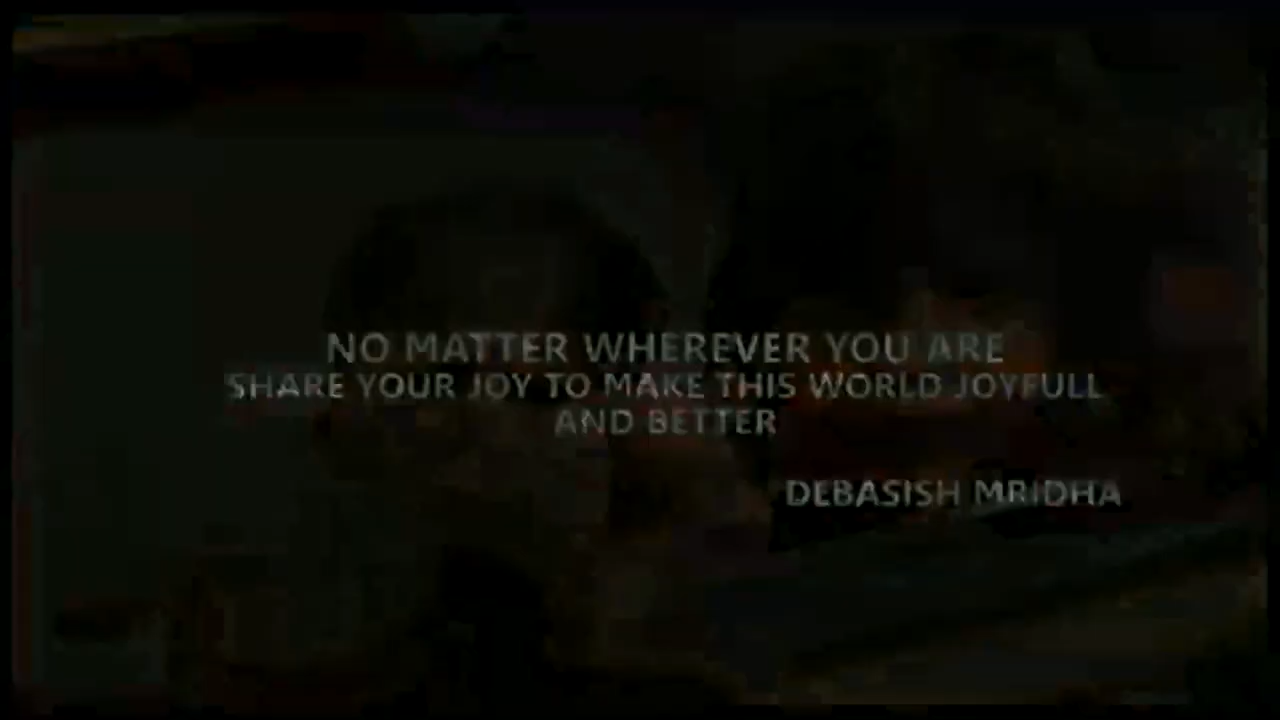 NO MATTER WHEREVER YOU ARE
SHARE YOUR JOY TO MAKE THIS WORLD JOYFULL
AND BETTER
DEBASISH MRIDHA